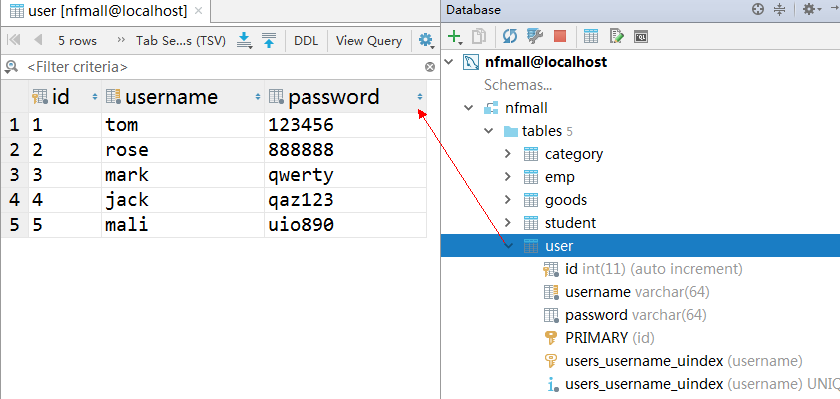 user [nfmall@localhost]
5 rows
Tab Se...s (TSV)
DDL
View Query
<Filter criteria>
id username password
1 1 tom 123456
2 2 rose 888888
3 3 mark qwerty
4 4 jack qaz123
5 5 mali uio890
Database
nfmall@localhost
Schemas...
nfmall
tables 5
category
emp
goods
student
user
id int(11) (auto increment)
username varchar(64)
password varchar(64)
PRIMARY (id)
users_username_uindex (username)
users_username_uindex (username) UNIQ